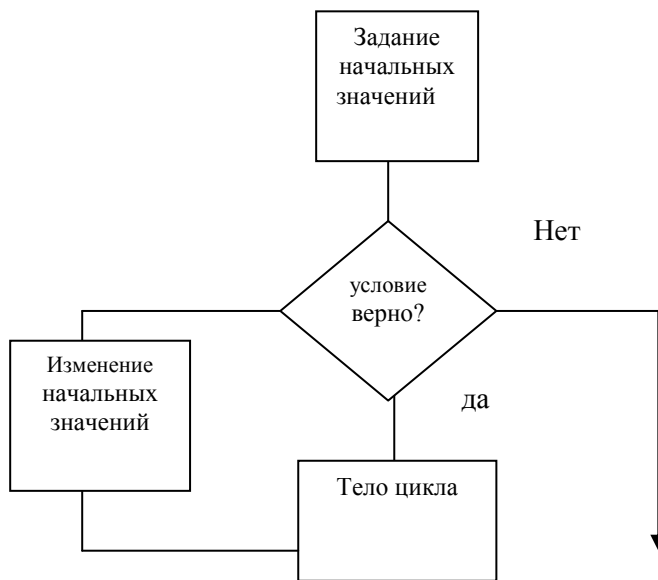 Задание
начальных
значений
Нет
условие
верно?
Изменение
начальных
значений
да
Тело цикла